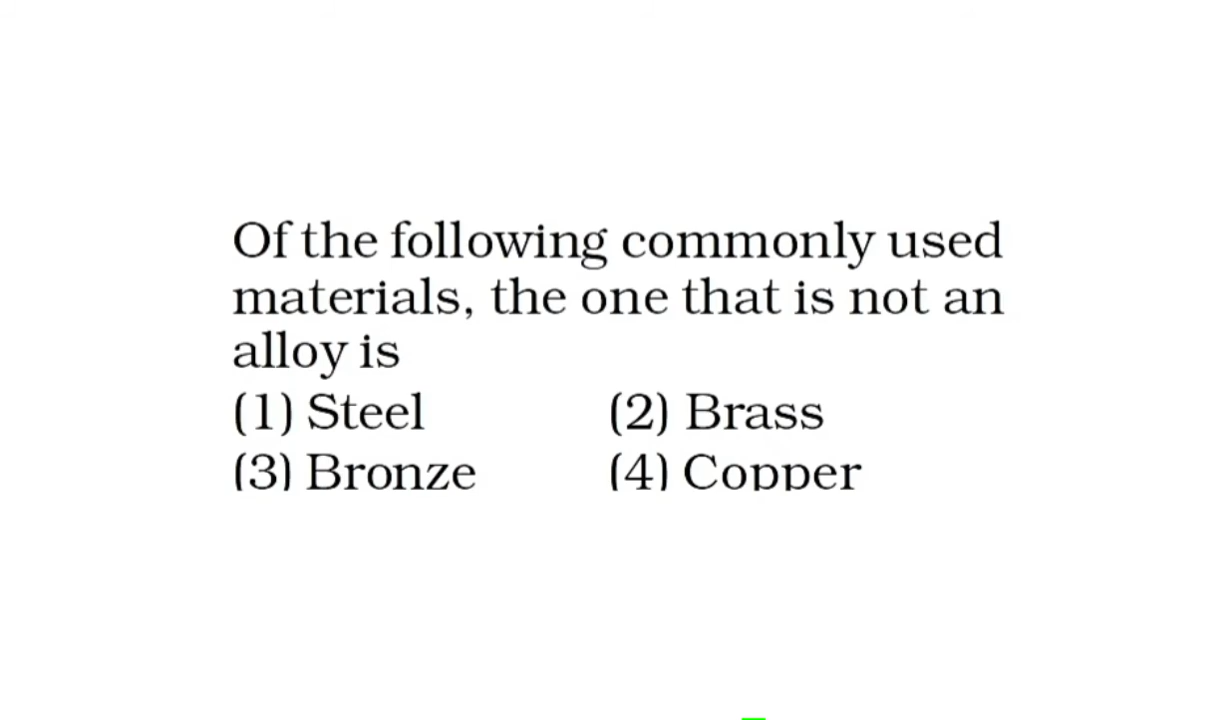 Of the following commonly used
materials, the one that is not an
alloy is
(1) Steel (2) Brass
(3) Bronze (4) Copper